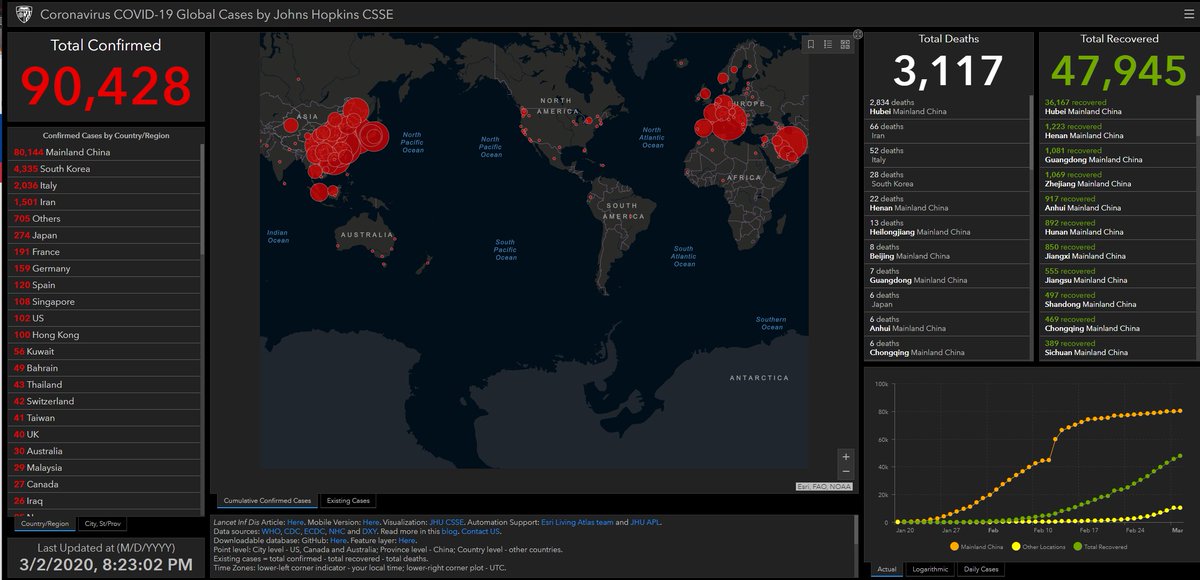 Coronavirus COVID-19 Global Cases by Johns Hopkins CSSE
Total Confirmed
90,428
Confirmed Cases by Country/Region
80,144 Mainland China
4,335 South Korea
2,036 Italy
1,501 Iran
705 Others
274 Japan
191 France
159 Germany
120 Spain
108 Singapore
102 US
100 Hong Kong
56 Kuwait
49 Bahrain
43 Thailand
42 Switzerland
41 Taiwan
40 UK
30 Australia
29 Malaysia
27 Canada
26 Iraq
Country/Region
City, St/Prev
Last Updated at (M/D/YYYY)
3/2/2020, 8:23:02 PM
ASIA
NORTH
AMERICA
EUROPE
AFRICA
SOUTH
AMERICA
AUSTRALIA
ANTARCTICA
North
Pacific
Ocean
North
Pacific
Ocean
North
Atlantic
Ocean
Indian
Ocean
South
Pacific
Ocean
South
Atlantic
Ocean
Southern
Ocean
+
−
Esri, FAO, NOAA
Cumulative Confirmed Cases
Existing Cases
Lancet Inf Dis Article: Here. Mobile Version: Here. Visualization: JHU CSSE. Automation Support: Esri Living Atlas team and JHU APL.
Data sources: WHO, CDC, ECDC, NHC and DXY. Read more in this blog. Contact US.
Downloadable database: GitHub: Here. Feature layer: Here.
Point level: City level - US, Canada and Australia; Province level - China; Country level - other countries.
Existing cases = total confirmed - total recovered - total deaths.
Time Zones: lower-left corner indicator - your local time; lower-right corner plot - UTC.
Total Deaths
3,117
2,834 deaths
Hubei Mainland China
66 deaths
Iran
52 deaths
Italy
28 deaths
South Korea
22 deaths
Henan Mainland China
13 deaths
Heilongjiang Mainland China
8 deaths
Beijing Mainland China
7 deaths
Guangdong Mainland China
6 deaths
Japan
6 deaths
Anhui Mainland China
6 deaths
Chongqing Mainland China
Total Recovered
47,945
36,167 recovered
Hubei Mainland China
1,223 recovered
Henan Mainland China
1,081 recovered
Guangdong Mainland China
1,069 recovered
Zhejiang Mainland China
917 recovered
Anhui Mainland China
892 recovered
Hunan Mainland China
850 recovered
Jiangxi Mainland China
555 recovered
Jiangsu Mainland China
497 recovered
Shandong Mainland China
469 recovered
Chongqing Mainland China
389 recovered
Sichuan Mainland China
100k
80k
60k
40k
20k
0
Jan 20
Jan 27
Feb
Feb 10
Feb 17
Feb 24
Mar
Mainland China
Other Locations
Total Recovered
Actual
Logarithmic
Daily Cases